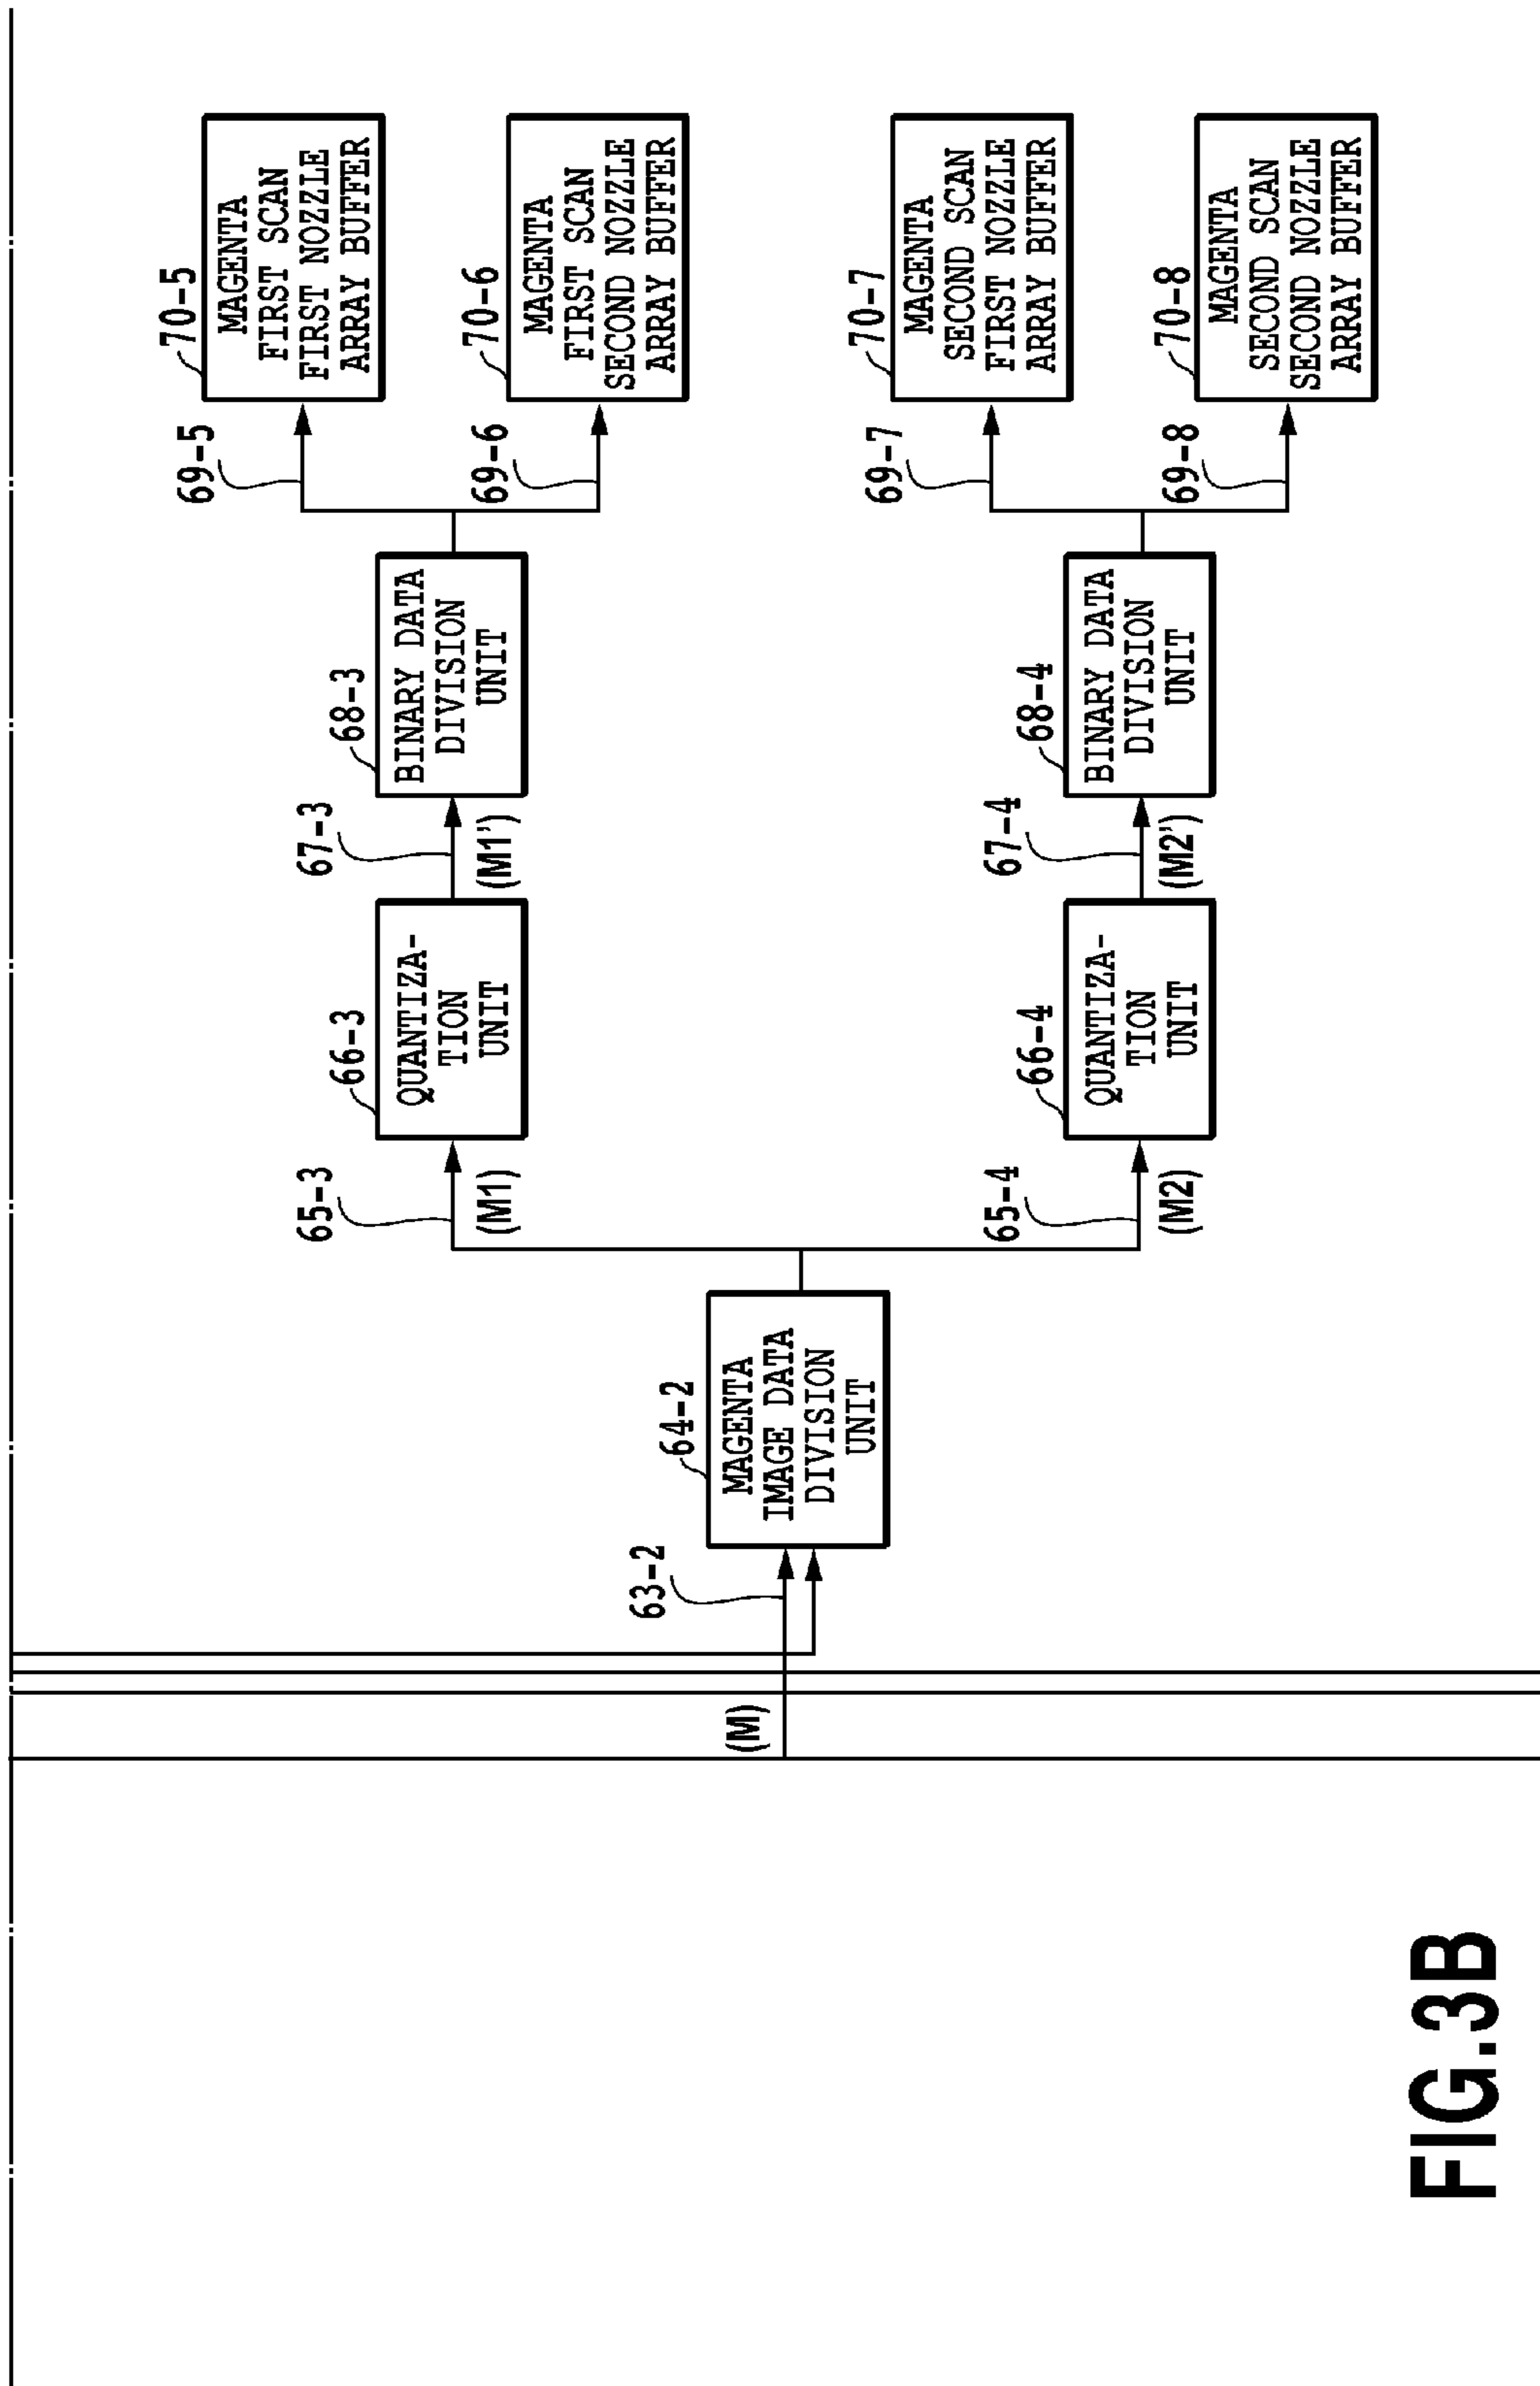 (M)
63-2
64-2
MAGENTA
IMAGE DATA
DIVISION
UNIT
65-3
(M1)
66-3
QUANTIZA-
TION
UNIT
67-3
(M1')
68-3
BINARY DATA
DIVISION
UNIT
69-5
70-5
MAGENTA
FIRST SCAN
FIRST NOZZLE
ARRAY BUFFER
69-6
70-6
MAGENTA
FIRST SCAN
SECOND NOZZLE
ARRAY BUFFER
65-4
(M2)
66-4
QUANTIZA-
TION
UNIT
67-4
(M2')
68-4
BINARY DATA
DIVISION
UNIT
69-7
70-7
MAGENTA
SECOND SCAN
FIRST NOZZLE
ARRAY BUFFER
69-8
70-8
MAGENTA
SECOND SCAN
SECOND NOZZLE
ARRAY BUFFER
FIG.3B